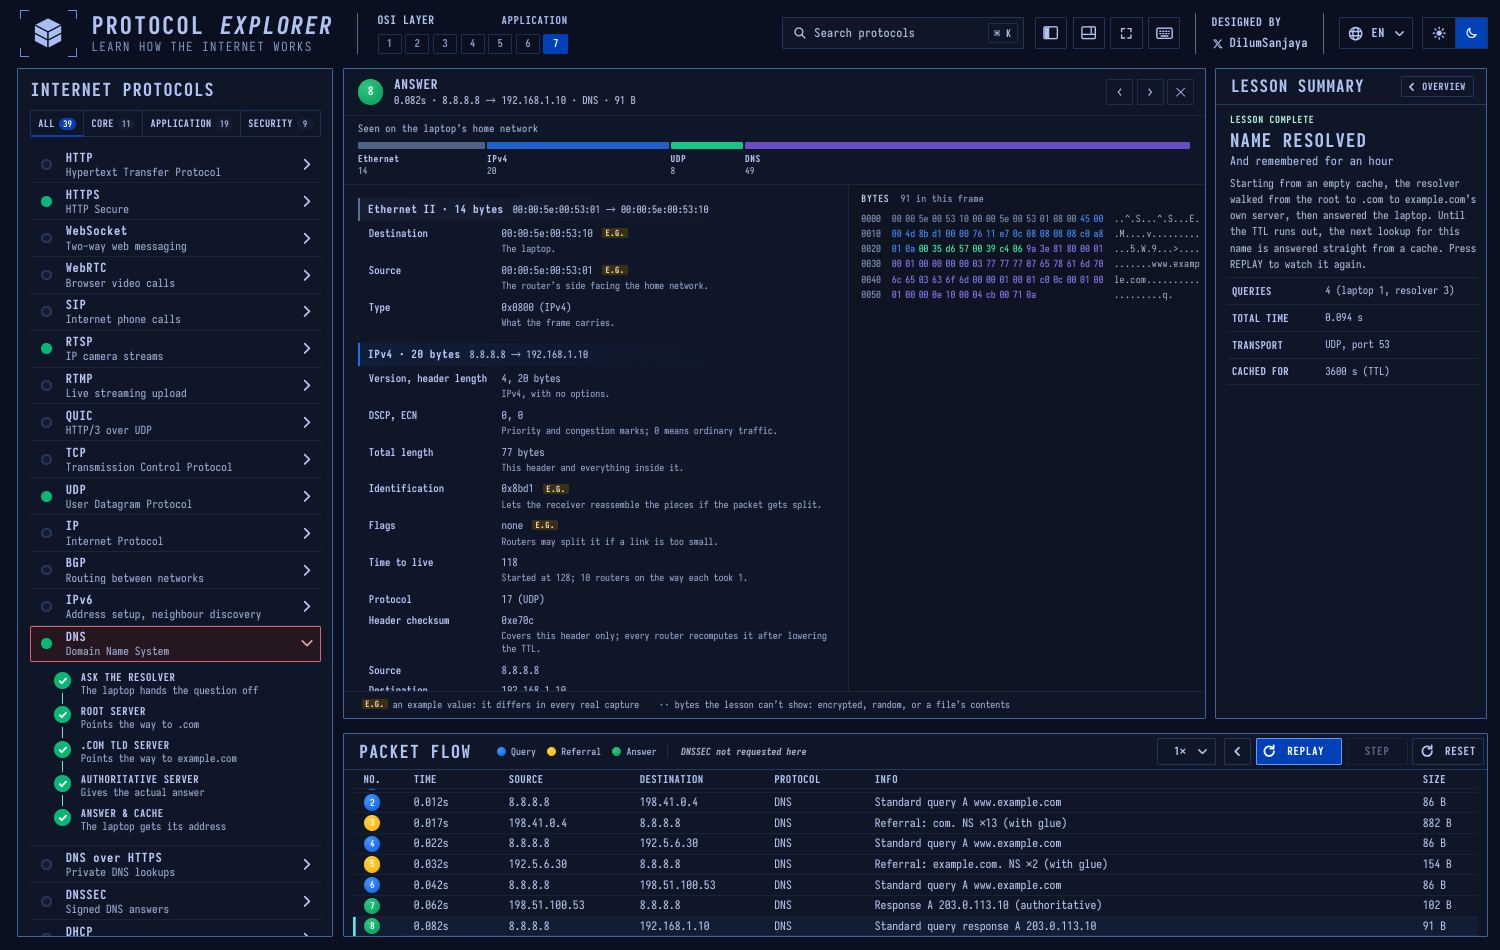 PROTOCOL EXPLORER
LEARN HOW THE INTERNET WORKS
OSI LAYER APPLICATION
1 2 3 4 5 6 7
Search protocols ⌘ K
DESIGNED BY
DilumSanjaya
EN
INTERNET PROTOCOLS
ALL 39 CORE 11 APPLICATION 19 SECURITY 9
HTTP
Hypertext Transfer Protocol
HTTPS
HTTP Secure
WebSocket
Two-way web messaging
WebRTC
Browser video calls
SIP
Internet phone calls
RTSP
IP camera streams
RTMP
Live streaming upload
QUIC
HTTP/3 over UDP
TCP
Transmission Control Protocol
UDP
User Datagram Protocol
IP
Internet Protocol
BGP
Routing between networks
IPv6
Address setup, neighbour discovery
DNS
Domain Name System
ASK THE RESOLVER
The laptop hands the question off
ROOT SERVER
Points the way to .com
.COM TLD SERVER
Points the way to example.com
AUTHORITATIVE SERVER
Gives the actual answer
ANSWER & CACHE
The laptop gets its address
DNS over HTTPS
Private DNS lookups
DNSSEC
Signed DNS answers
DHCP
8 ANSWER
0.082s · 8.8.8.8 → 192.168.1.10 · DNS · 91 B
Seen on the laptop's home network
Ethernet IPv4 UDP DNS
14 20 8 49
Ethernet II · 14 bytes 00:00:5e:00:53:01 → 00:00:5e:00:53:10
Destination 00:00:5e:00:53:10 E.G.
The laptop.
Source 00:00:5e:00:53:01 E.G.
The router's side facing the home network.
Type 0x0800 (IPv4)
What the frame carries.
IPv4 · 20 bytes 8.8.8.8 → 192.168.1.10
Version, header length 4, 20 bytes
IPv4, with no options.
DSCP, ECN 0, 0
Priority and congestion marks; 0 means ordinary traffic.
Total length 77 bytes
This header and everything inside it.
Identification 0x8bd1 E.G.
Lets the receiver reassemble the pieces if the packet gets split.
Flags none E.G.
Routers may split it if a link is too small.
Time to live 118
Started at 128; 10 routers on the way each took 1.
Protocol 17 (UDP)
Header checksum 0xe70c
Covers this header only; every router recomputes it after lowering
the TTL.
Source 8.8.8.8
Destination 192.168.1.10
E.G. an example value: it differs in every real capture ·· bytes the lesson can't show: encrypted, random, or a file's contents
BYTES 91 in this frame
0000 00 00 5e 00 53 10 00 00 5e 00 53 01 08 00 45 00 ..^.S...^.S...E.
0010 00 4d 8b d1 00 00 76 11 e7 0c 08 08 08 08 c0 a8 .M....v.........
0020 01 0a 00 35 d6 57 00 39 c4 06 9a 3e 81 80 00 01 ...5.W.9...>....
0030 00 01 00 00 00 00 03 77 77 77 07 65 78 61 6d 70 .......www.examp
0040 6c 65 03 63 6f 6d 00 00 01 00 01 c0 0c 00 01 00 le.com..........
0050 01 00 00 0e 10 00 04 cb 00 71 0a .........q.
LESSON SUMMARY OVERVIEW
LESSON COMPLETE
NAME RESOLVED
And remembered for an hour
Starting from an empty cache, the resolver
walked from the root to .com to example.com's
own server, then answered the laptop. Until
the TTL runs out, the next lookup for this
name is answered straight from a cache. Press
REPLAY to watch it again.
QUERIES 4 (laptop 1, resolver 3)
TOTAL TIME 0.094 s
TRANSPORT UDP, port 53
CACHED FOR 3600 s (TTL)
PACKET FLOW Query Referral Answer DNSSEC not requested here 1× REPLAY STEP RESET
NO. TIME SOURCE DESTINATION PROTOCOL INFO SIZE
2 0.012s 8.8.8.8 198.41.0.4 DNS Standard query A www.example.com 86 B
3 0.017s 198.41.0.4 8.8.8.8 DNS Referral: com. NS ×13 (with glue) 882 B
4 0.022s 8.8.8.8 192.5.6.30 DNS Standard query A www.example.com 86 B
5 0.032s 192.5.6.30 8.8.8.8 DNS Referral: example.com. NS ×2 (with glue) 154 B
6 0.042s 8.8.8.8 198.51.100.53 DNS Standard query A www.example.com 86 B
7 0.062s 198.51.100.53 8.8.8.8 DNS Response A 203.0.113.10 (authoritative) 102 B
8 0.082s 8.8.8.8 192.168.1.10 DNS Standard query response A 203.0.113.10 91 B